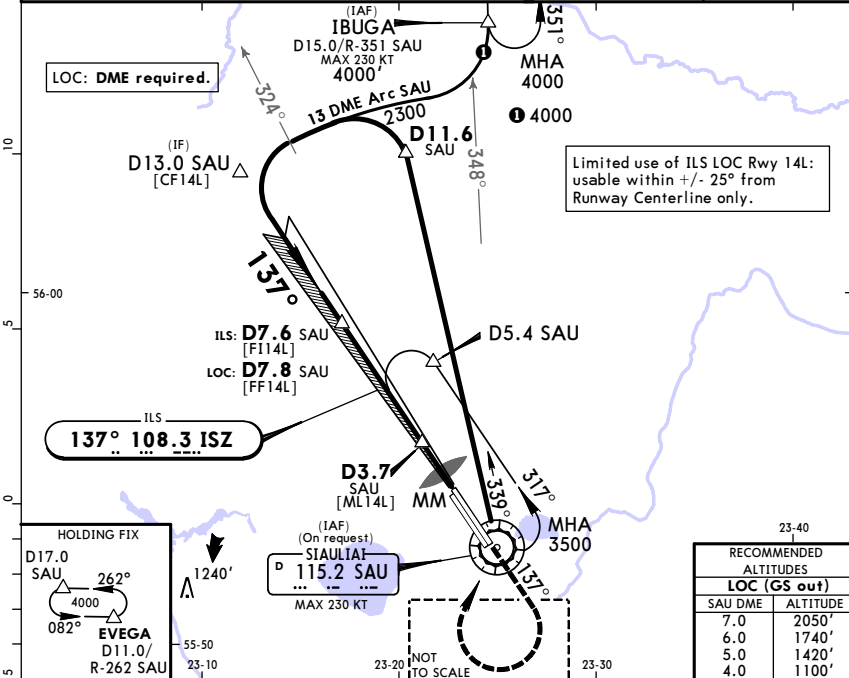 (IAF)
IBUGA
D15.0/R-351 SAU
MAX 230 KT
4000'
351°
MHA
4000
❶
❶ 4000
LOC: DME required.
324°
13 DME Arc SAU
2300
D11.6
SAU
348°
(IF)
D13.0 SAU
[CF14L]
Limited use of ILS LOC Rwy 14L:
usable within +/- 25° from
Runway Centerline only.
10
137°
56-00
5
ILS: D7.6 SAU
[FI14L]
LOC: D7.8 SAU
[FF14L]
D5.4 SAU
ILS
137° 108.3 ISZ
D3.7
SAU
[ML14L]
MM
339°
317°
MHA
3500
0
(IAF)
(On request)
SIAULIAI
D 115.2 SAU
MAX 230 KT
137°
HOLDING FIX
D17.0
SAU
262°
4000
082°
EVEGA
D11.0/
R-262 SAU
1240'
55-50
5
23-10
23-20
23-30
23-40
NOT
TO SCALE
RECOMMENDED
ALTITUDES
LOC (GS out)
SAU DME ALTITUDE
7.0 2050'
6.0 1740'
5.0 1420'
4.0 1100'